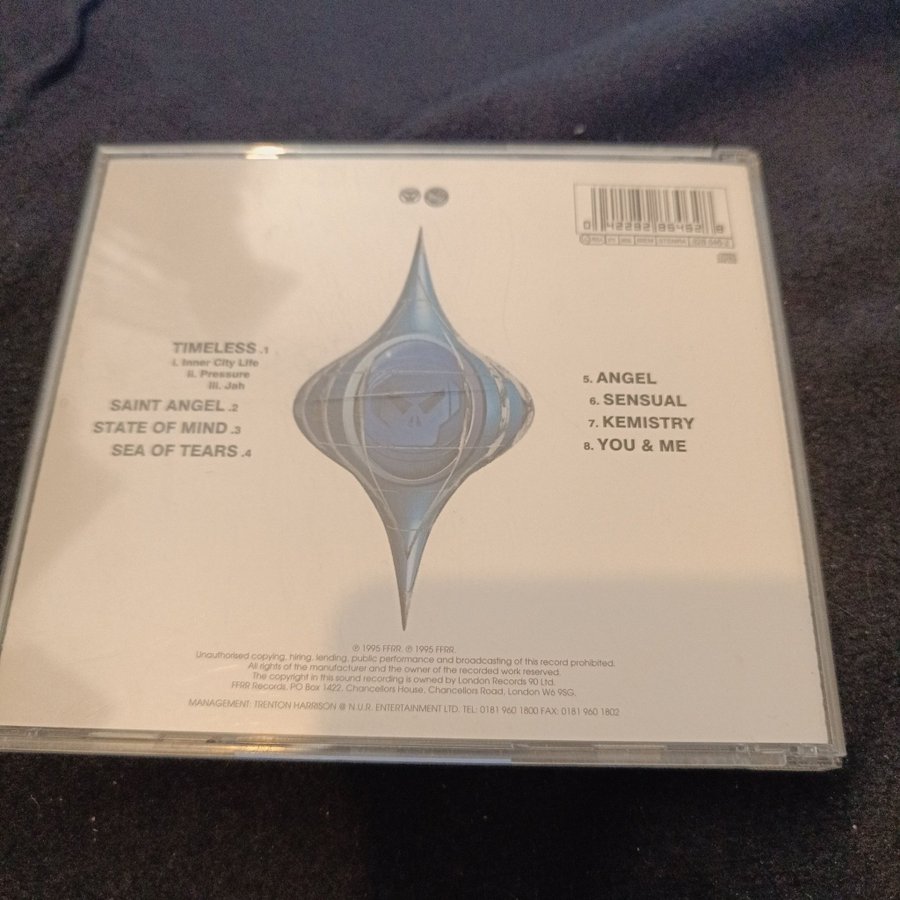 0 42282 85452 8
TIMELESS .1
i. Inner City Life
ii. Pressure
iii. Jah
SAINT ANGEL .2
STATE OF MIND .3
SEA OF TEARS .4
5. ANGEL
6. SENSUAL
7. KEMISTRY
8. YOU & ME
℗ 1995 FFRR. ℗ 1995 FFRR.
Unauthorised copying, hiring, lending, public performance and broadcasting of this record prohibited.
All rights of the manufacturer and the owner of the recorded work reserved.
The copyright in this sound recording is owned by London Records 90 Ltd.
FFRR Records, PO Box 1422, Chancellors House, Chancellors Road, London W6 9SG.
MANAGEMENT: TRENTON HARRISON @ N.U.R. ENTERTAINMENT LTD. TEL: 0181 960 1800 FAX: 0181 960 1802